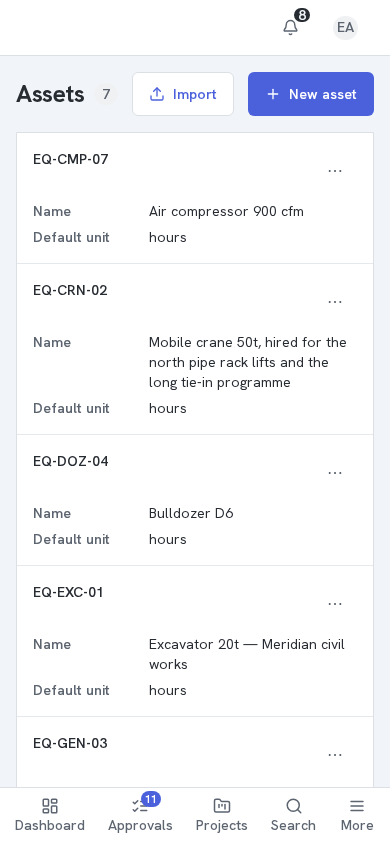 8
EA
Assets 7 Import New asset
EQ-CMP-07
...
Name Air compressor 900 cfm
Default unit hours
EQ-CRN-02
...
Name Mobile crane 50t, hired for the
north pipe rack lifts and the
long tie-in programme
Default unit hours
EQ-DOZ-04
...
Name Bulldozer D6
Default unit hours
EQ-EXC-01
...
Name Excavator 20t — Meridian civil
works
Default unit hours
EQ-GEN-03
...
11
Dashboard Approvals Projects Search More